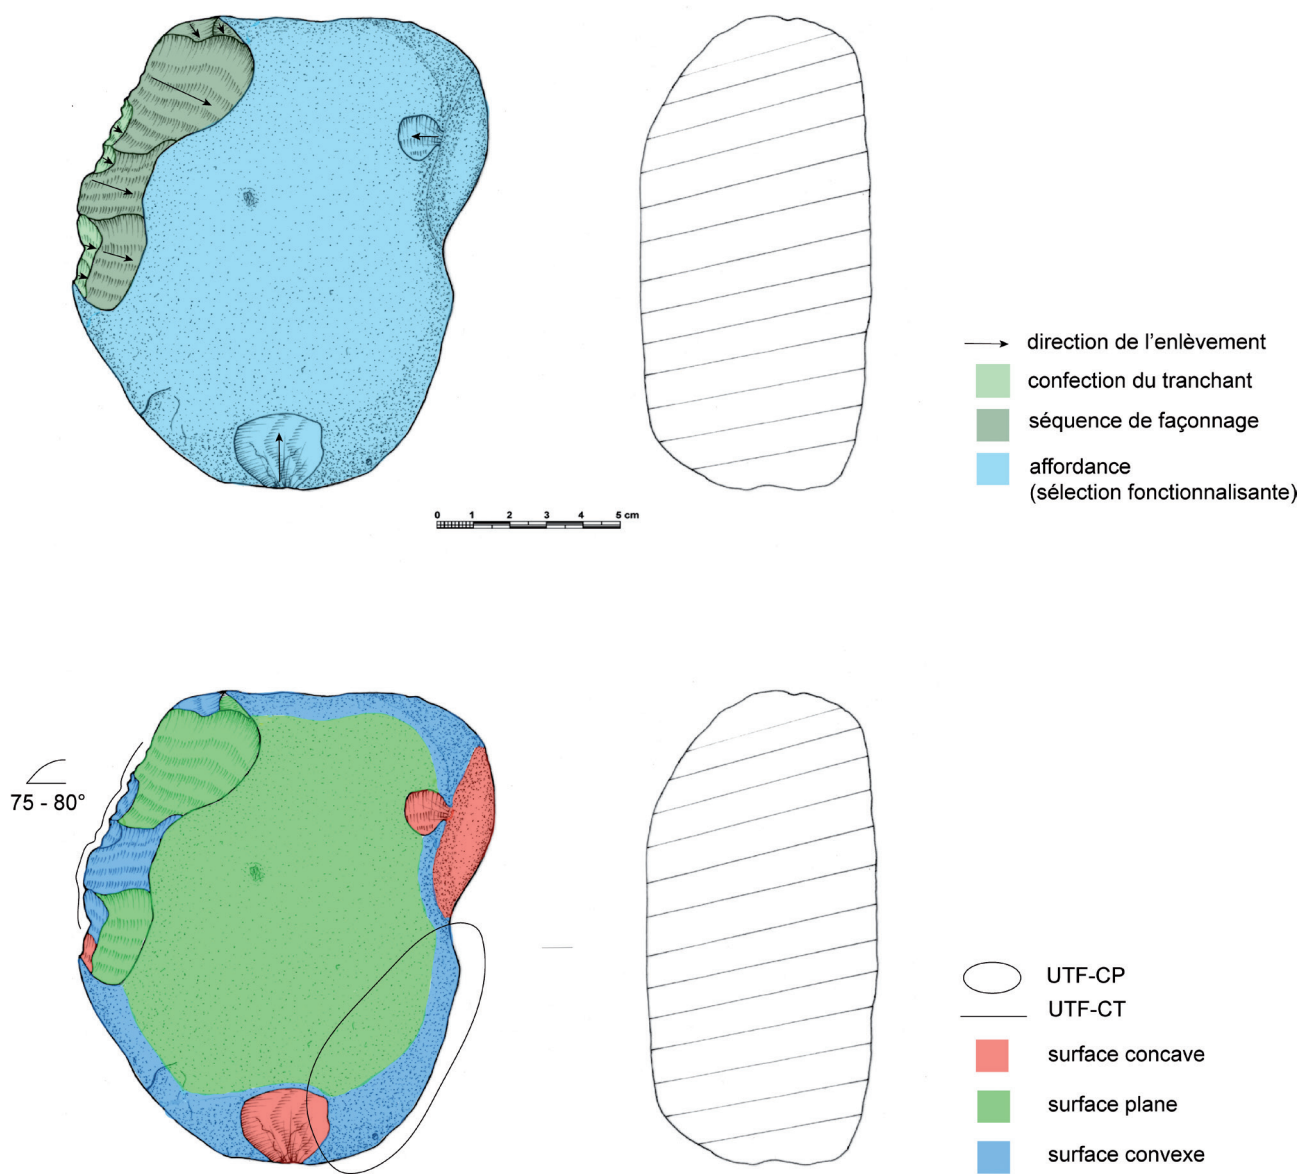 direction de l'enlèvement
confection du tranchant
séquence de façonnage
affordance
(sélection fonctionnalisante)
0 1 2 3 4 5 cm
75 - 80°
UTF-CP
UTF-CT
surface concave
surface plane
surface convexe